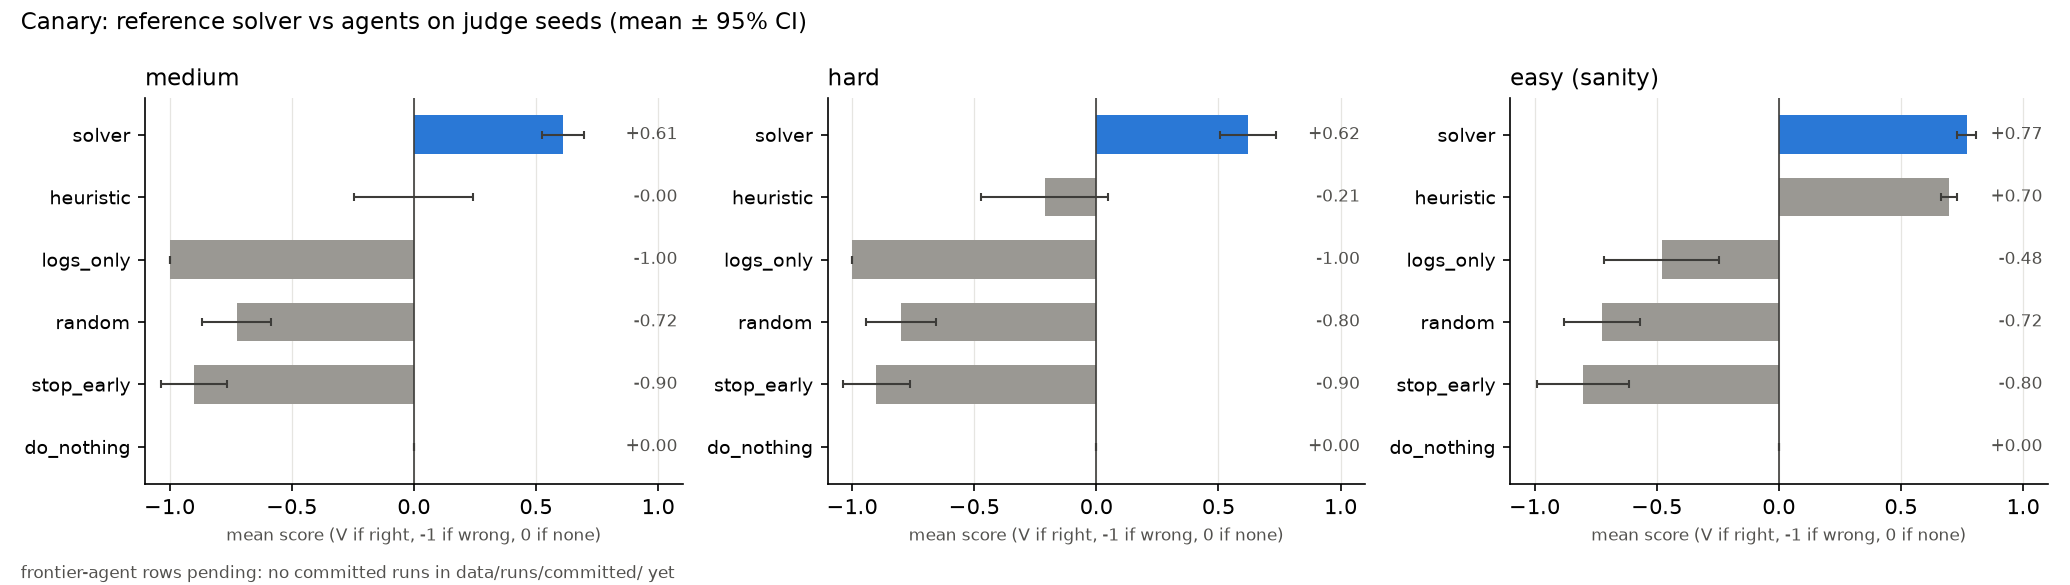 Canary: reference solver vs agents on judge seeds (mean ± 95% CI)
medium
solver
+0.61
heuristic
-0.00
logs_only
-1.00
random
-0.72
stop_early
-0.90
do_nothing
+0.00
−1.0 −0.5 0.0 0.5 1.0
mean score (V if right, -1 if wrong, 0 if none)
hard
solver
+0.62
heuristic
-0.21
logs_only
-1.00
random
-0.80
stop_early
-0.90
do_nothing
+0.00
−1.0 −0.5 0.0 0.5 1.0
mean score (V if right, -1 if wrong, 0 if none)
easy (sanity)
solver
+0.77
heuristic
+0.70
logs_only
-0.48
random
-0.72
stop_early
-0.80
do_nothing
+0.00
−1.0 −0.5 0.0 0.5 1.0
mean score (V if right, -1 if wrong, 0 if none)
frontier-agent rows pending: no committed runs in data/runs/committed/ yet